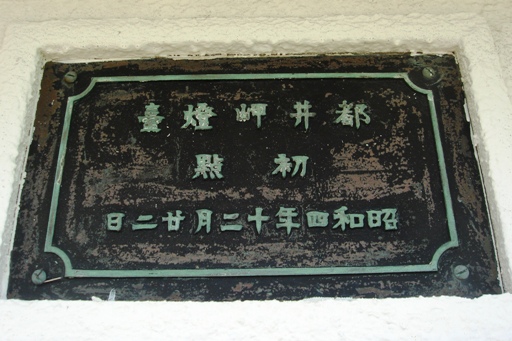 都井岬燈臺
初點
昭和四年十二月廿二日